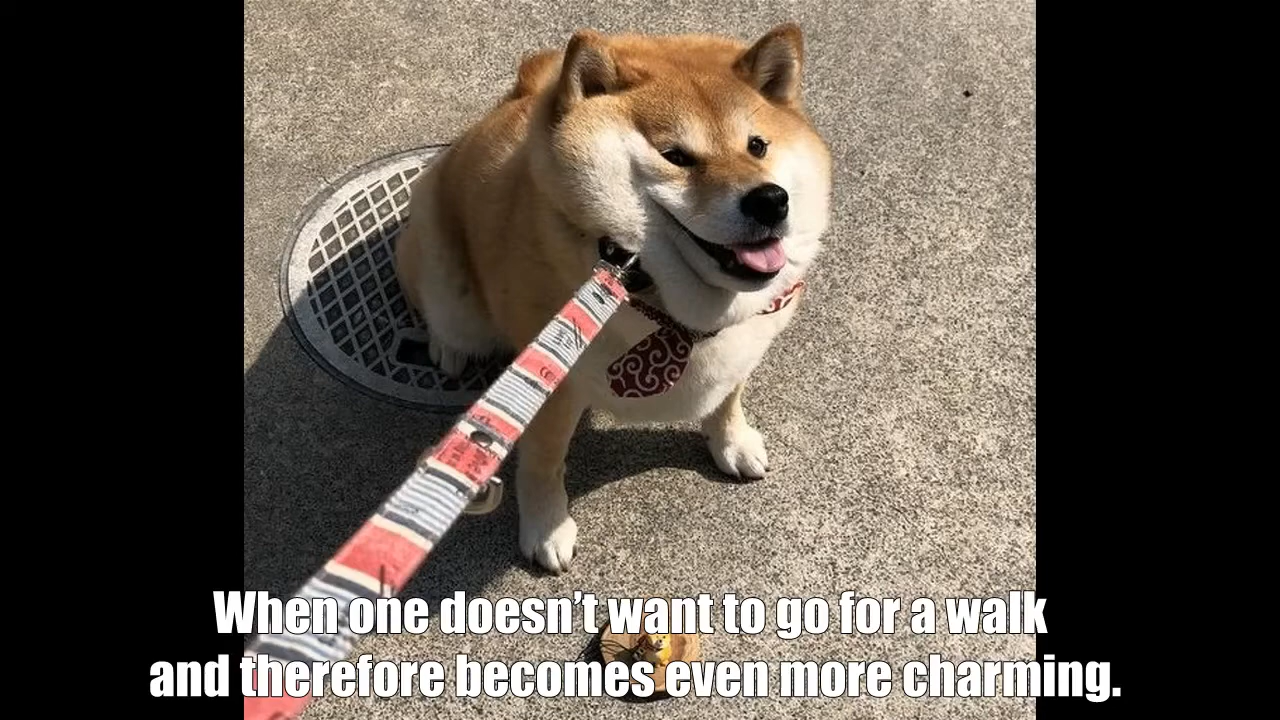 When one doesn’t want to go for a walk
and therefore becomes even more charming.